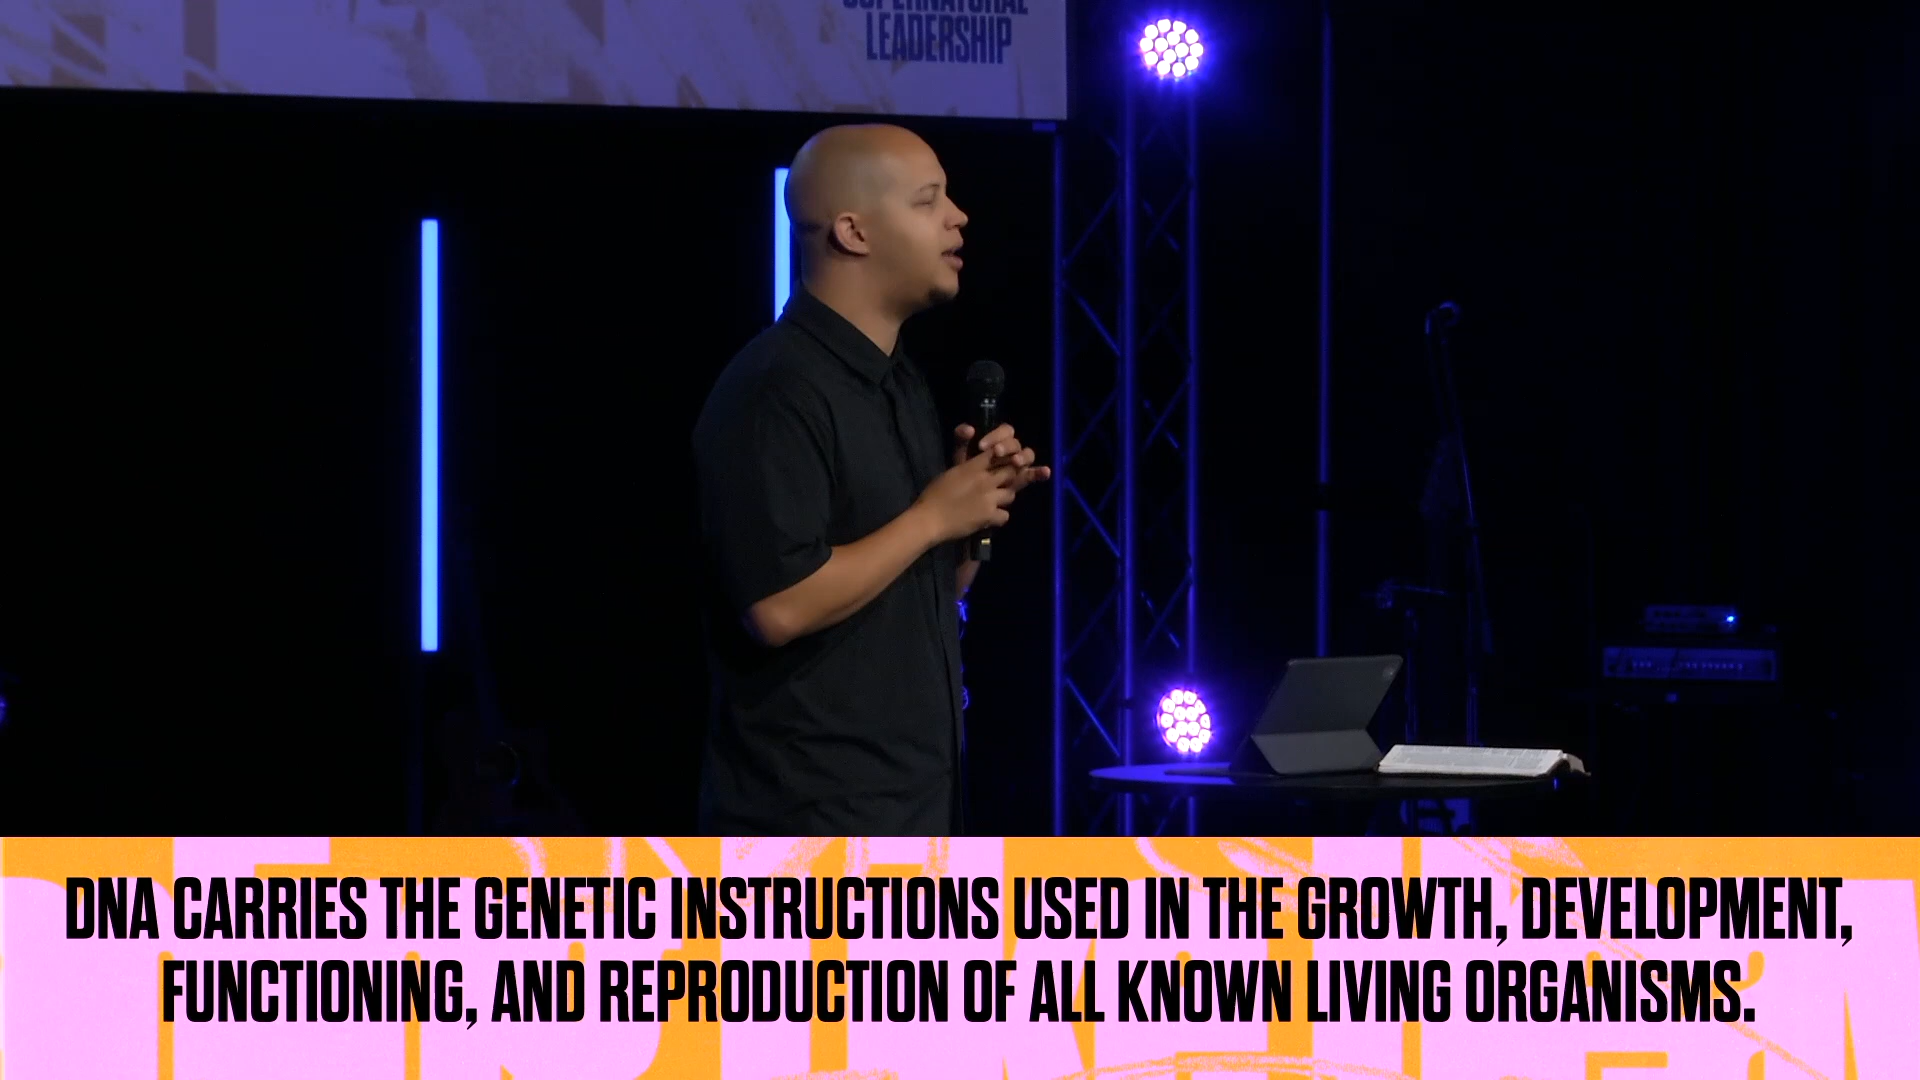 SUPERNATURAL
LEADERSHIP
DNA CARRIES THE GENETIC INSTRUCTIONS USED IN THE GROWTH, DEVELOPMENT,
FUNCTIONING, AND REPRODUCTION OF ALL KNOWN LIVING ORGANISMS.